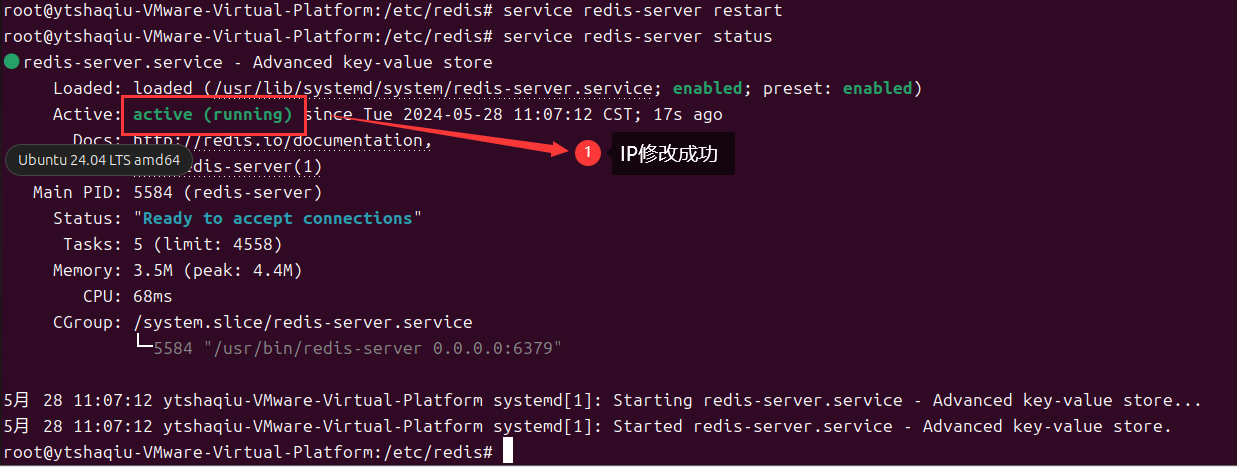 root@ytshaqiu-VMware-Virtual-Platform:/etc/redis# service redis-server restart
root@ytshaqiu-VMware-Virtual-Platform:/etc/redis# service redis-server status
redis-server.service - Advanced key-value store
Loaded: loaded (/usr/lib/systemd/system/redis-server.service; enabled; preset: enabled)
Active: active (running) since Tue 2024-05-28 11:07:12 CST; 17s ago
Docs: http://redis.io/documentation,
1 IP修改成功
Ubuntu 24.04 LTS amd64 edis-server(1)
Main PID: 5584 (redis-server)
Status: "Ready to accept connections"
Tasks: 5 (limit: 4558)
Memory: 3.5M (peak: 4.4M)
CPU: 68ms
CGroup: /system.slice/redis-server.service
└─5584 "/usr/bin/redis-server 0.0.0.0:6379"
5月 28 11:07:12 ytshaqiu-VMware-Virtual-Platform systemd[1]: Starting redis-server.service - Advanced key-value store...
5月 28 11:07:12 ytshaqiu-VMware-Virtual-Platform systemd[1]: Started redis-server.service - Advanced key-value store.
root@ytshaqiu-VMware-Virtual-Platform:/etc/redis#